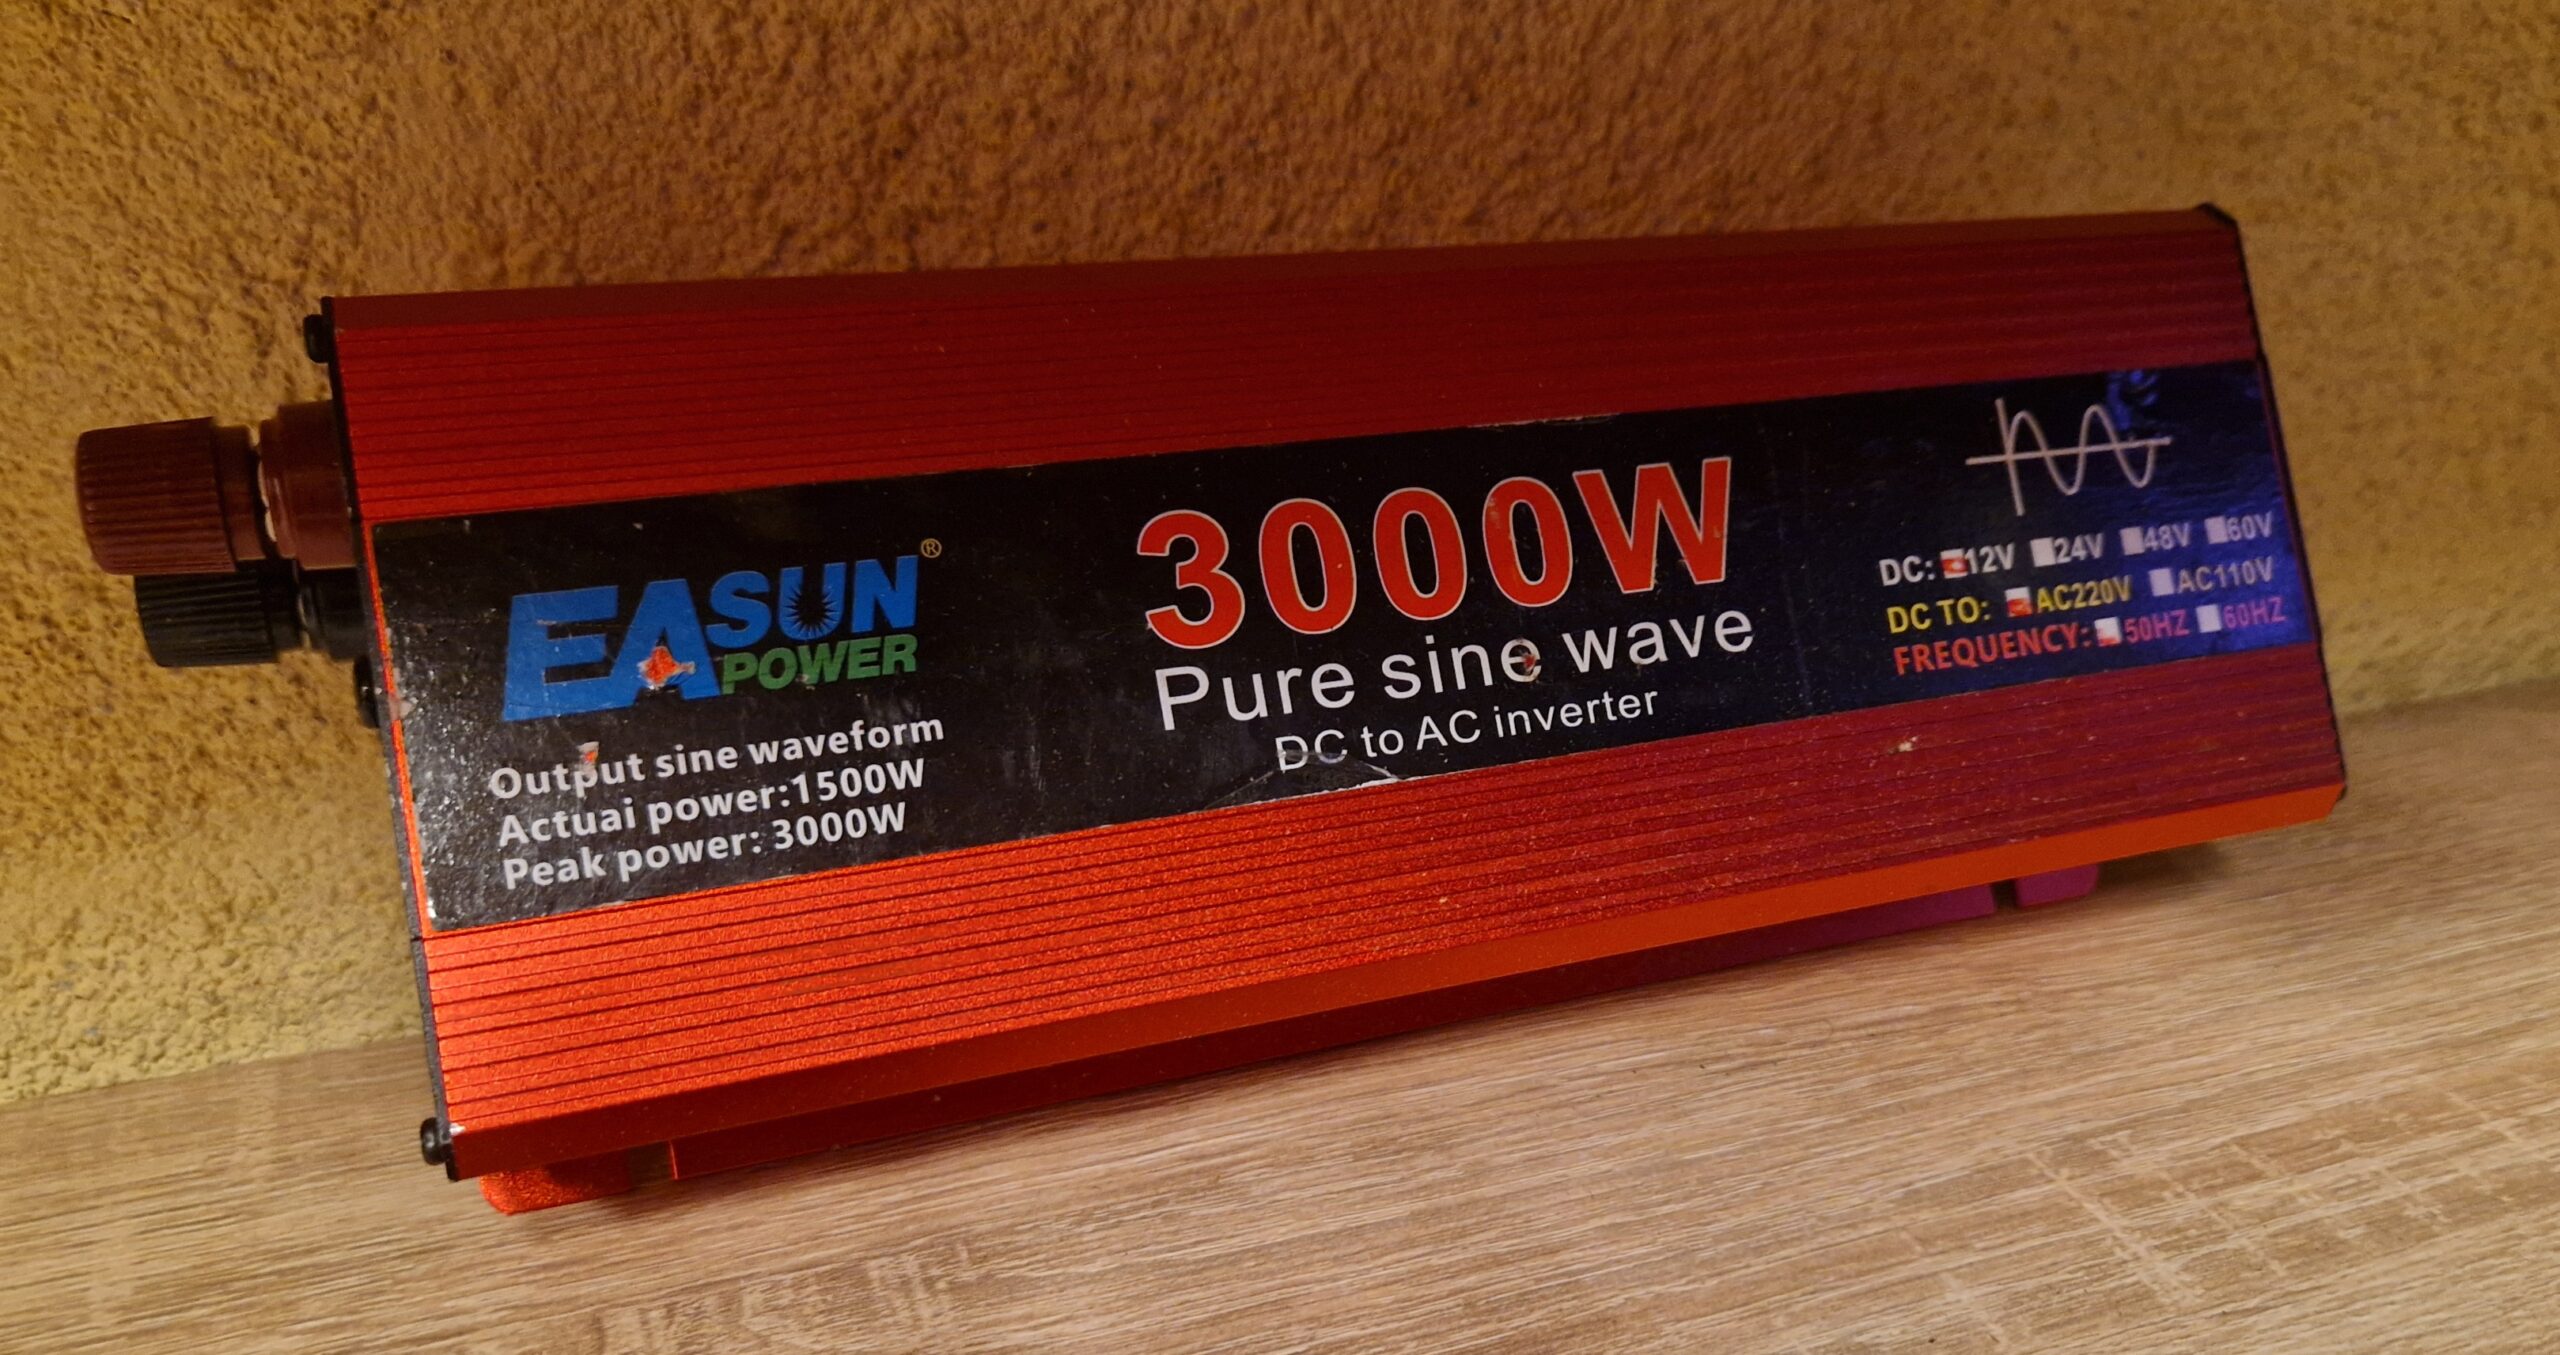 EASUN®
POWER
Output sine waveform
Actuai power:1500W
Peak power: 3000W
3000W
Pure sine wave
DC to AC inverter
DC: 12V 24V 48V 60V
DC TO: AC220V AC110V
FREQUENCY: 50HZ 60HZ